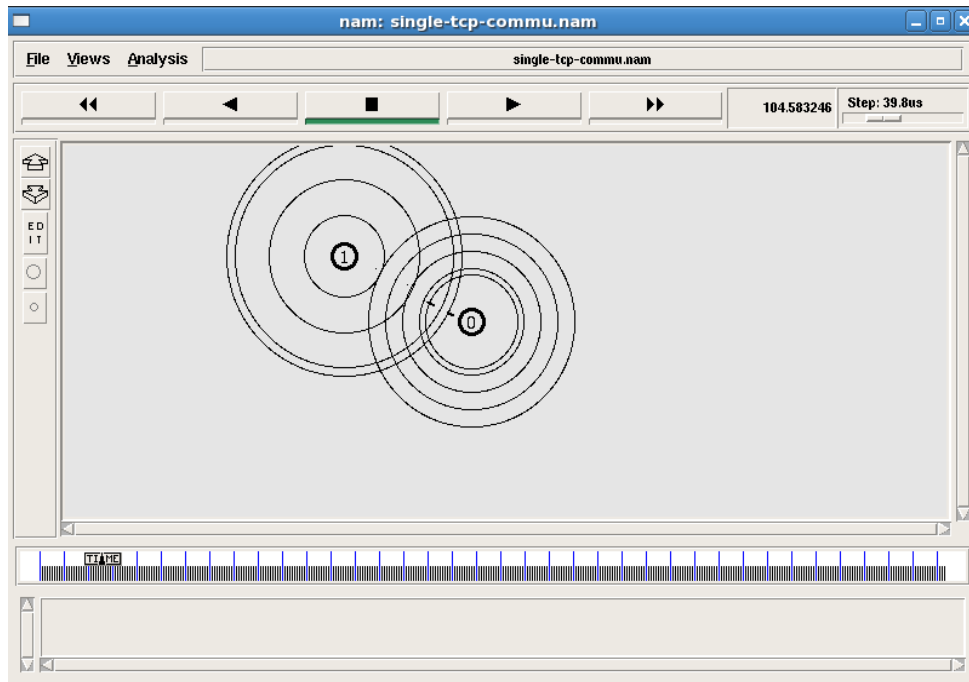 nam: single-tcp-commu.nam
File Views Analysis single-tcp-commu.nam
104.583246 Step: 39.8us
ED
IT
1
0
TIME